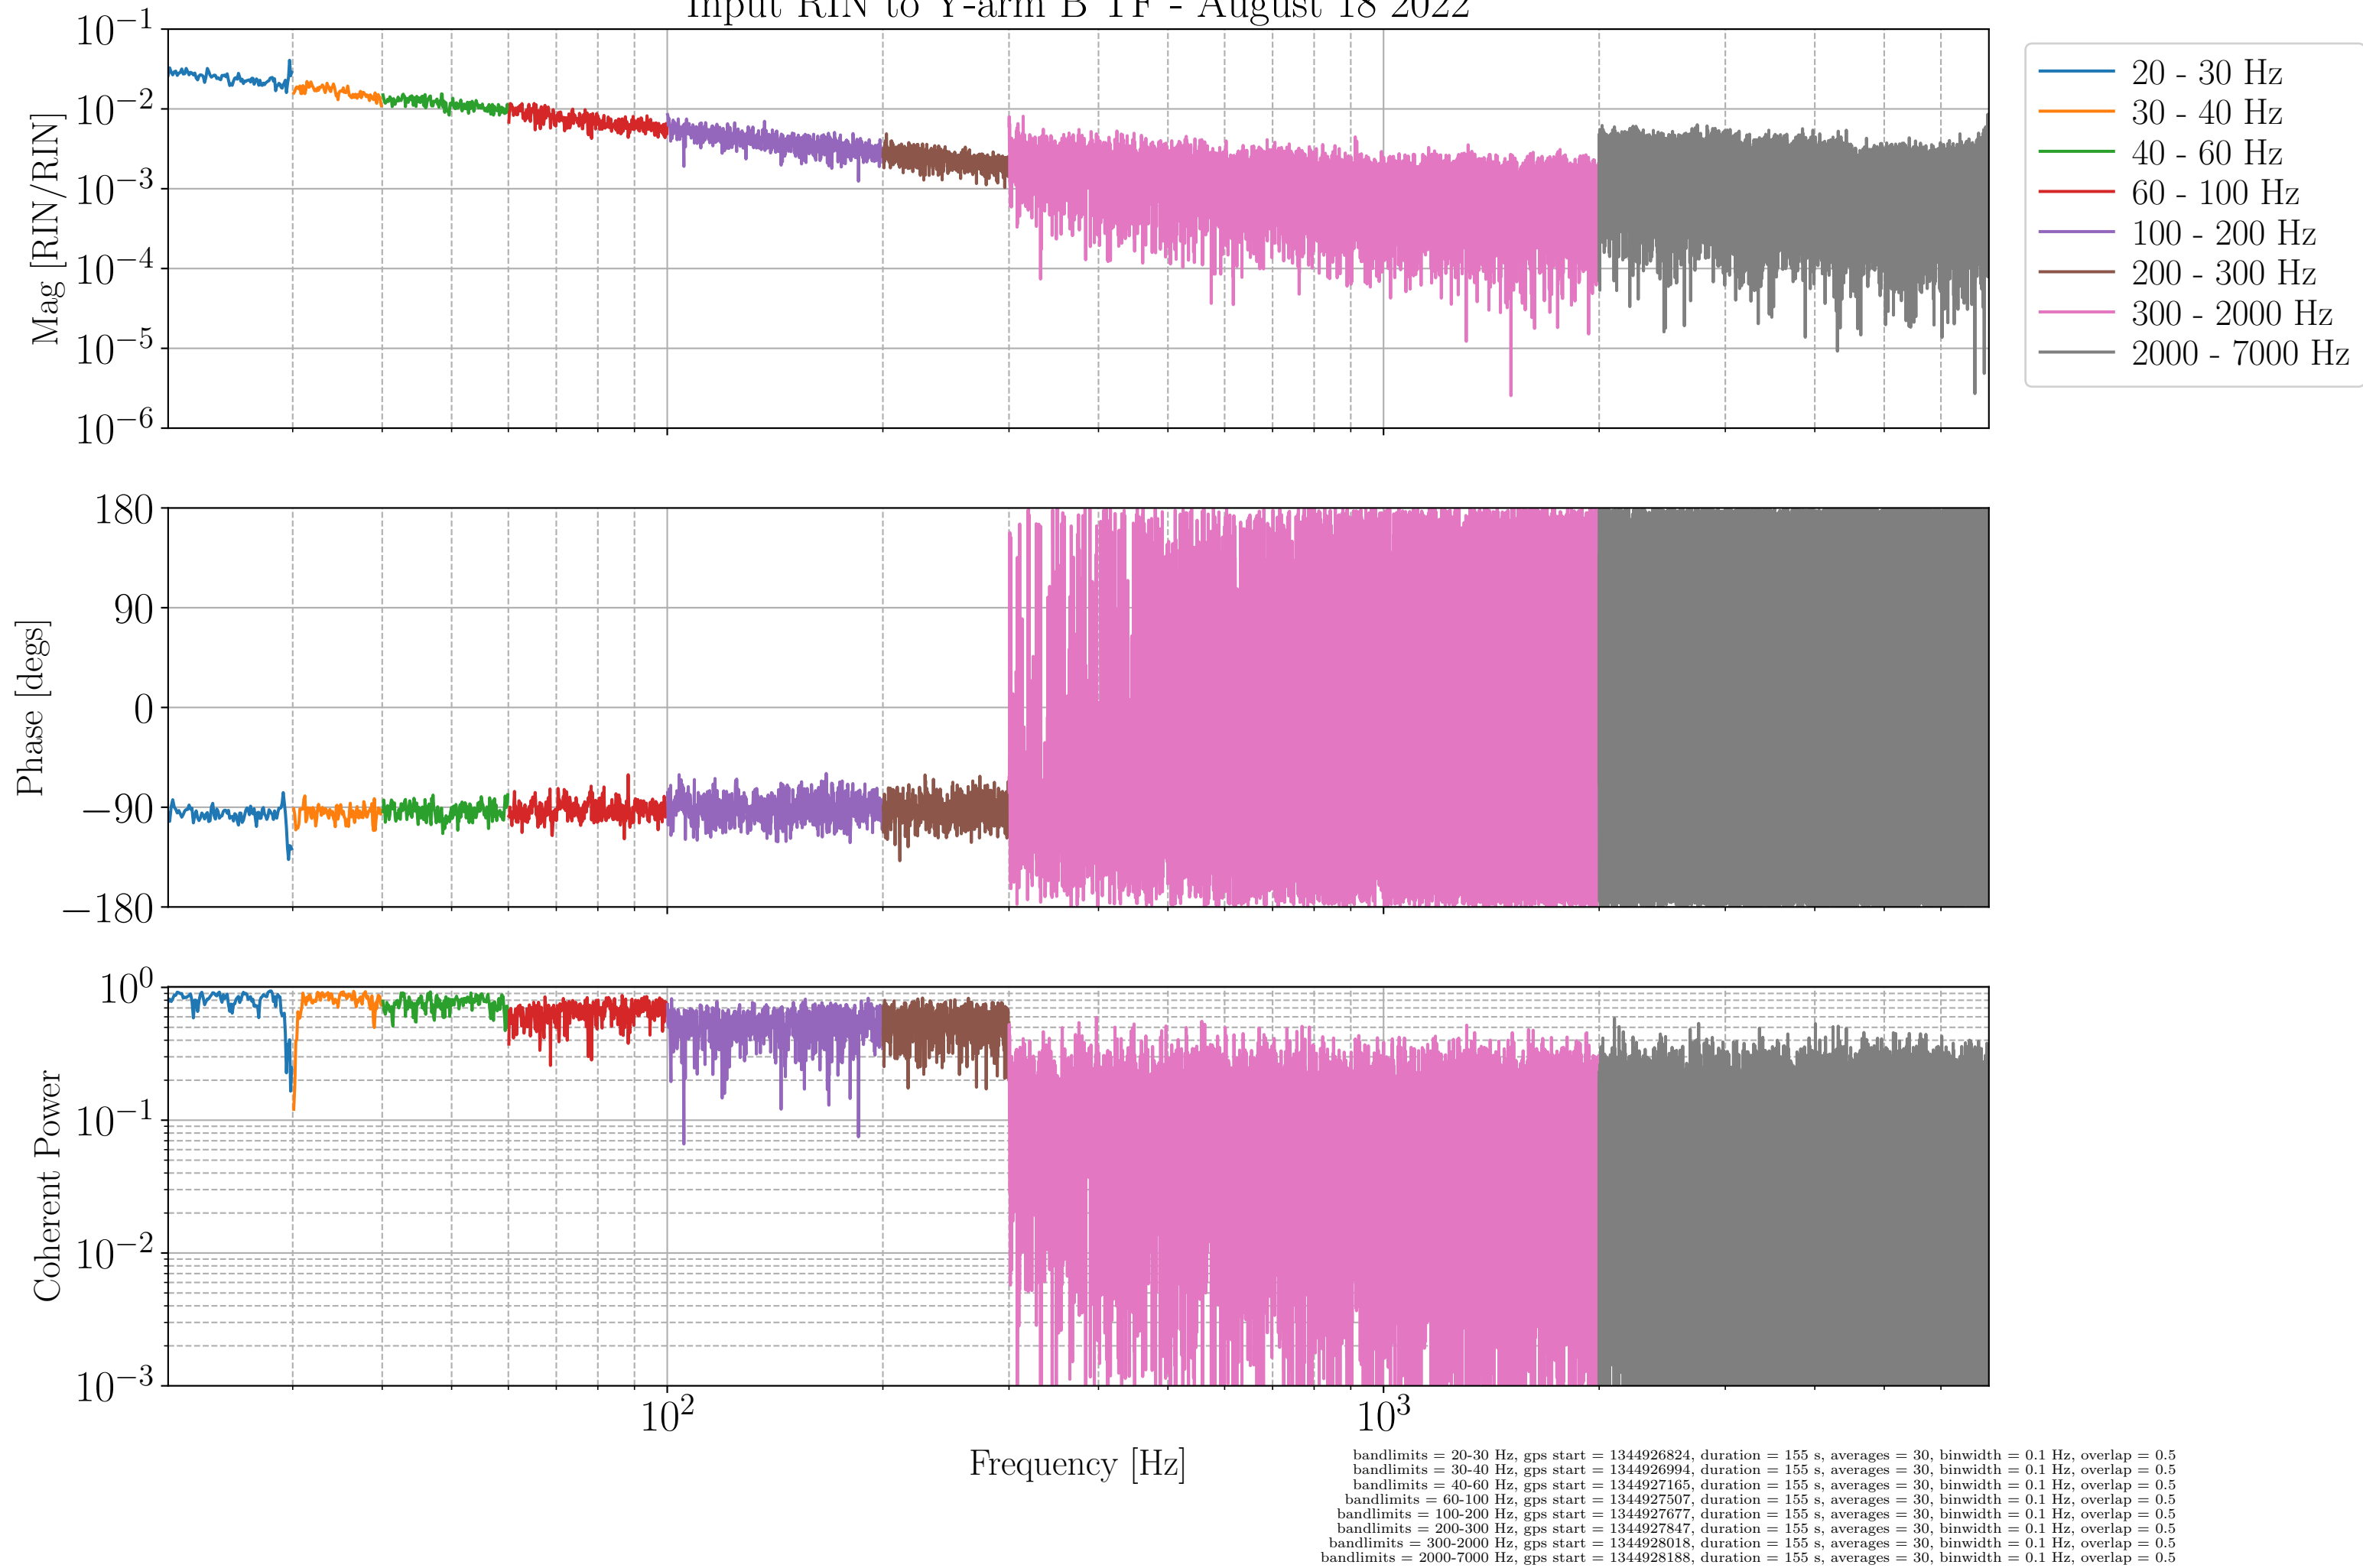 Input RIN to Y-arm B TF - August 18 2022
10−1
10−2
10−3
10−4
10−5
10−6
Mag [RIN/RIN]
20 - 30 Hz
30 - 40 Hz
40 - 60 Hz
60 - 100 Hz
100 - 200 Hz
200 - 300 Hz
300 - 2000 Hz
2000 - 7000 Hz
180
90
0
−90
−180
Phase [degs]
100
10−1
10−2
10−3
Coherent Power
102
103
Frequency [Hz]
bandlimits = 20-30 Hz, gps start = 1344926824, duration = 155 s, averages = 30, binwidth = 0.1 Hz, overlap = 0.5
bandlimits = 30-40 Hz, gps start = 1344926994, duration = 155 s, averages = 30, binwidth = 0.1 Hz, overlap = 0.5
bandlimits = 40-60 Hz, gps start = 1344927165, duration = 155 s, averages = 30, binwidth = 0.1 Hz, overlap = 0.5
bandlimits = 60-100 Hz, gps start = 1344927507, duration = 155 s, averages = 30, binwidth = 0.1 Hz, overlap = 0.5
bandlimits = 100-200 Hz, gps start = 1344927677, duration = 155 s, averages = 30, binwidth = 0.1 Hz, overlap = 0.5
bandlimits = 200-300 Hz, gps start = 1344927847, duration = 155 s, averages = 30, binwidth = 0.1 Hz, overlap = 0.5
bandlimits = 300-2000 Hz, gps start = 1344928018, duration = 155 s, averages = 30, binwidth = 0.1 Hz, overlap = 0.5
bandlimits = 2000-7000 Hz, gps start = 1344928188, duration = 155 s, averages = 30, binwidth = 0.1 Hz, overlap = 0.5